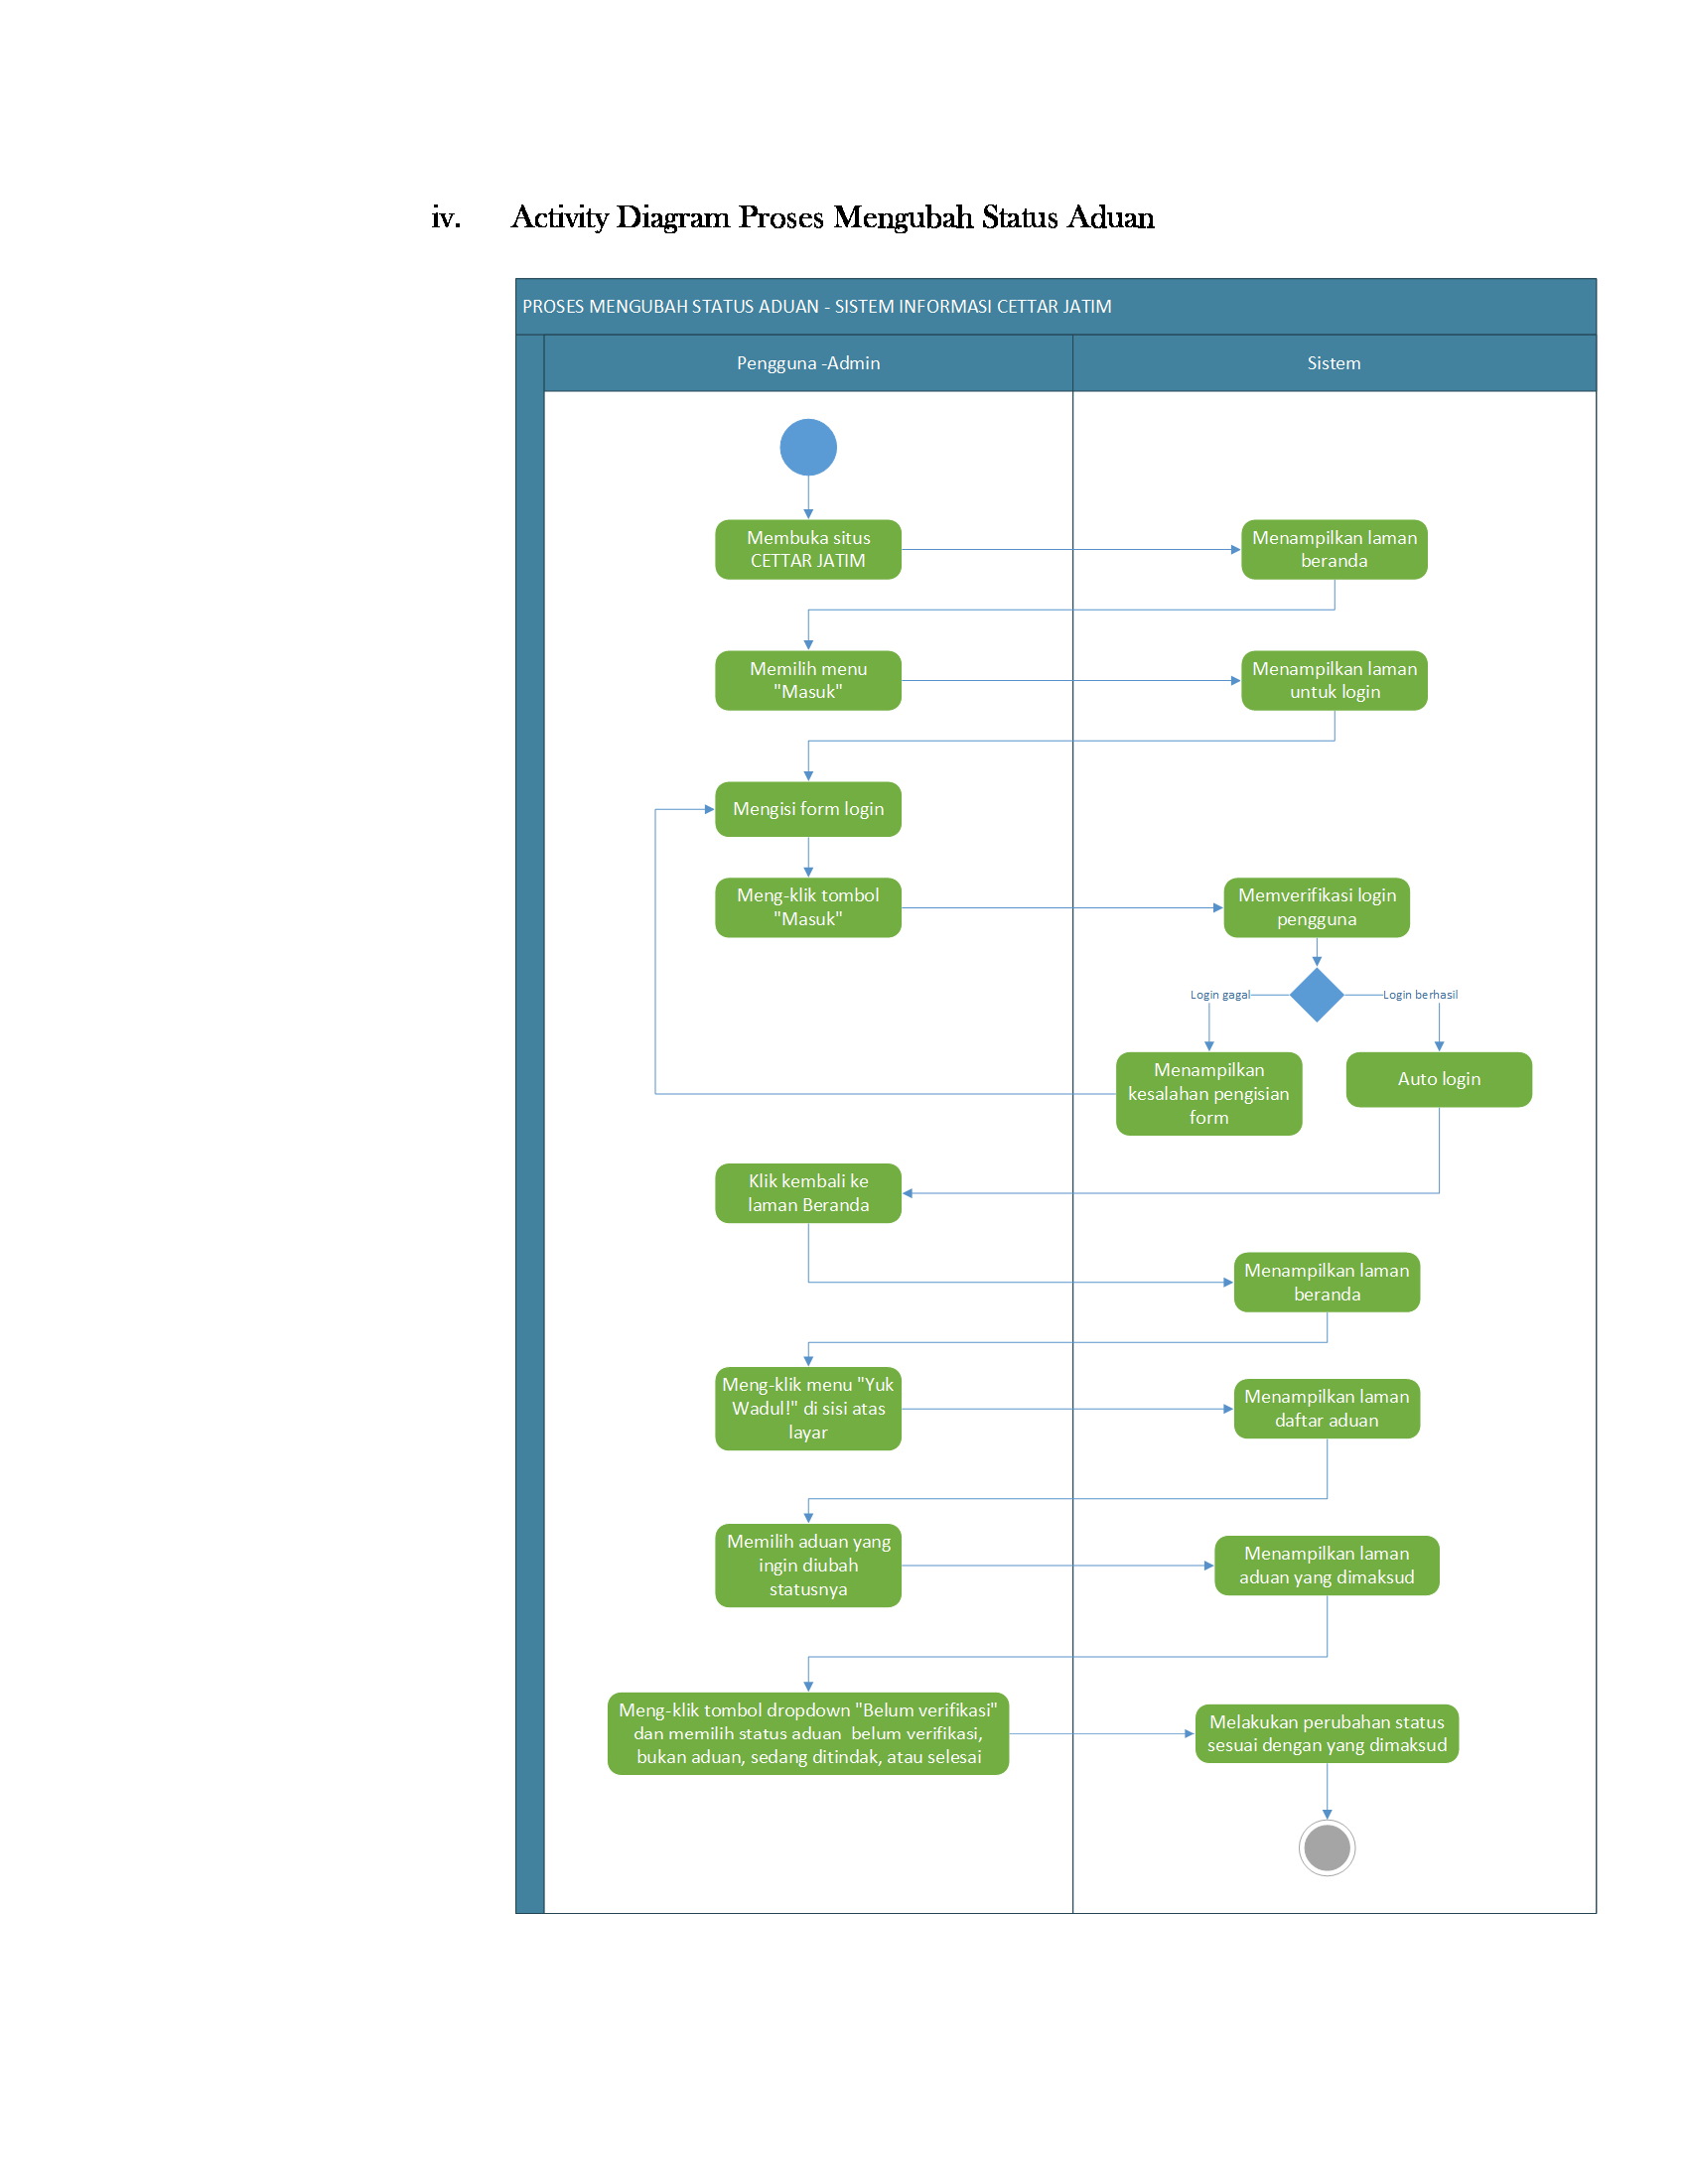 iv. Activity Diagram Proses Mengubah Status Aduan
PROSES MENGUBAH STATUS ADUAN - SISTEM INFORMASI CETTAR JATIM
Pengguna -Admin
Sistem
Membuka situs
CETTAR JATIM
Menampilkan laman
beranda
Memilih menu
"Masuk"
Menampilkan laman
untuk login
Mengisi form login
Meng-klik tombol
"Masuk"
Memverifikasi login
pengguna
Login gagal
Login berhasil
Menampilkan
kesalahan pengisian
form
Auto login
Klik kembali ke
laman Beranda
Menampilkan laman
beranda
Meng-klik menu "Yuk
Wadul!" di sisi atas
layar
Menampilkan laman
daftar aduan
Memilih aduan yang
ingin diubah
statusnya
Menampilkan laman
aduan yang dimaksud
Meng-klik tombol dropdown "Belum verifikasi"
dan memilih status aduan  belum verifikasi,
bukan aduan, sedang ditindak, atau selesai
Melakukan perubahan status
sesuai dengan yang dimaksud